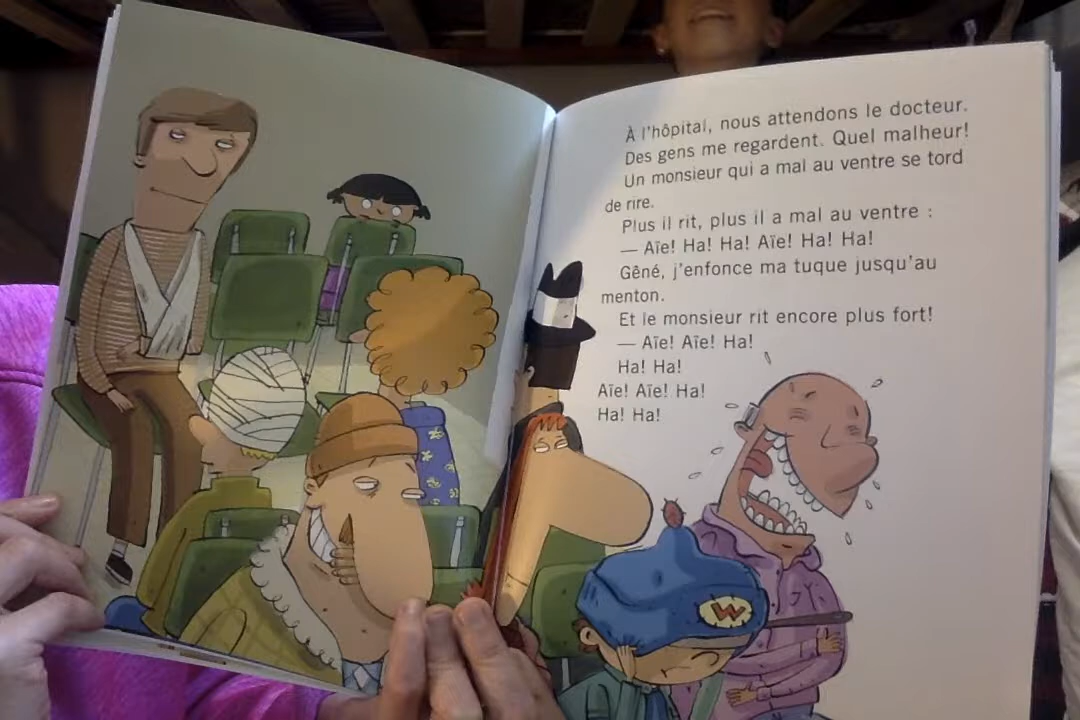 À l'hôpital, nous attendons le docteur.
Des gens me regardent. Quel malheur!
Un monsieur qui a mal au ventre se tord
de rire.
Plus il rit, plus il a mal au ventre :
— Aïe! Ha! Ha! Aïe! Ha! Ha!
Gêné, j'enfonce ma tuque jusqu'au
menton.
Et le monsieur rit encore plus fort!
— Aïe! Aïe! Ha!
Ha! Ha!
Aïe! Aïe! Ha!
Ha! Ha!
W